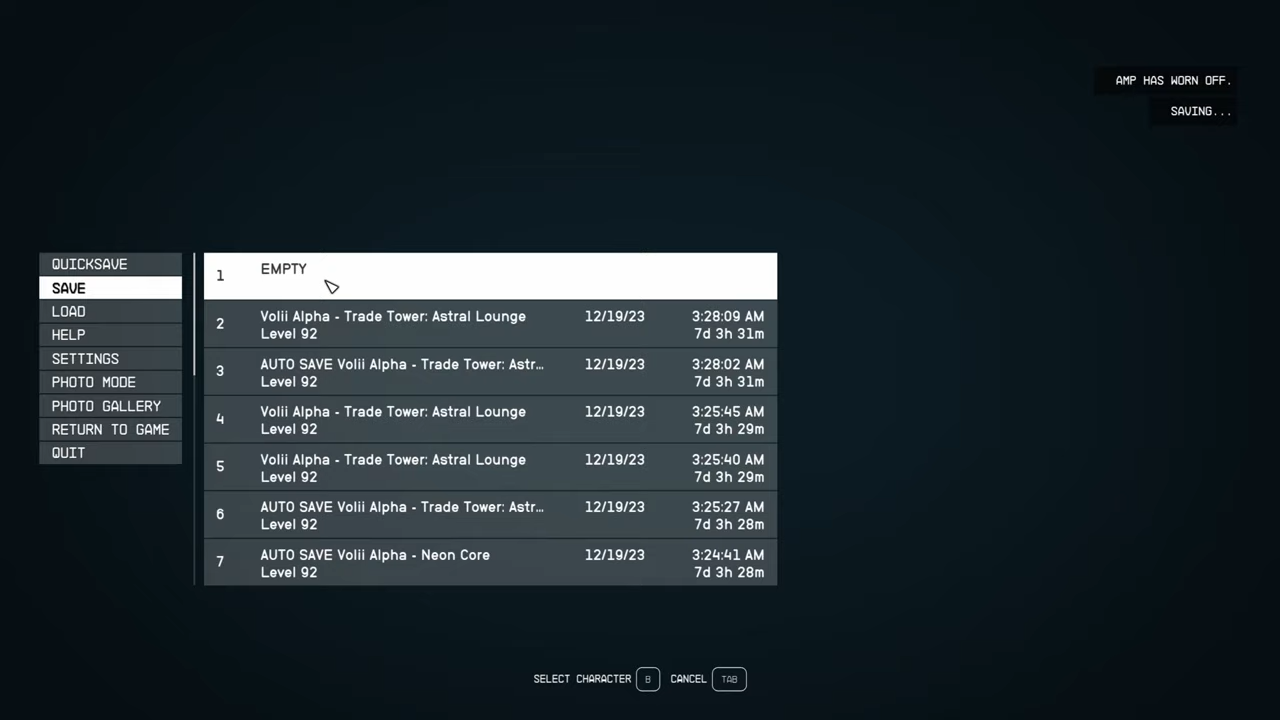 AMP HAS WORN OFF.
SAVING...
QUICKSAVE
SAVE
LOAD
HELP
SETTINGS
PHOTO MODE
PHOTO GALLERY
RETURN TO GAME
QUIT
1 EMPTY
2 Volii Alpha - Trade Tower: Astral Lounge 12/19/23 3:28:09 AM
Level 92 7d 3h 31m
3 AUTO SAVE Volii Alpha - Trade Tower: Astr... 12/19/23 3:28:02 AM
Level 92 7d 3h 31m
4 Volii Alpha - Trade Tower: Astral Lounge 12/19/23 3:25:45 AM
Level 92 7d 3h 29m
5 Volii Alpha - Trade Tower: Astral Lounge 12/19/23 3:25:40 AM
Level 92 7d 3h 29m
6 AUTO SAVE Volii Alpha - Trade Tower: Astr... 12/19/23 3:25:27 AM
Level 92 7d 3h 28m
7 AUTO SAVE Volii Alpha - Neon Core 12/19/23 3:24:41 AM
Level 92 7d 3h 28m
SELECT CHARACTER B CANCEL TAB